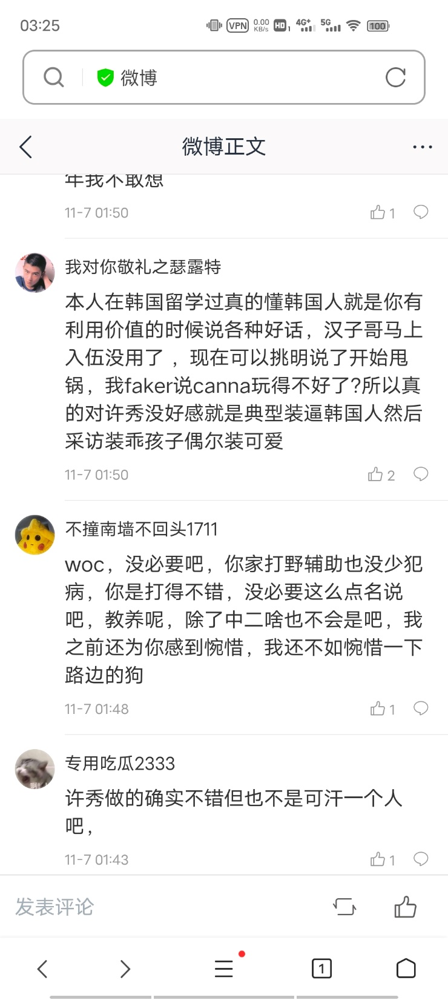 03:25
VPN
0.00
KB/s
HD 1
4G+
5G
100
微博
微博正文
年我不敢想
11-7 01:50
1
我对你敬礼之瑟露特
本人在韩国留学过真的懂韩国人就是你有
利用价值的时候说各种好话，汉子哥马上
入伍没用了 ，现在可以挑明说了开始甩
锅，我faker说canna玩得不好了?所以真
的对许秀没好感就是典型装逼韩国人然后
采访装乖孩子偶尔装可爱
11-7 01:50
2
不撞南墙不回头1711
woc，没必要吧，你家打野辅助也没少犯
病，你是打得不错，没必要这么点名说
吧，教养呢，除了中二啥也不会是吧，我
之前还为你感到惋惜，我还不如惋惜一下
路边的狗
11-7 01:48
1
专用吃瓜2333
许秀做的确实不错但也不是可汗一个人
吧，
11-7 01:43
1
发表评论
1